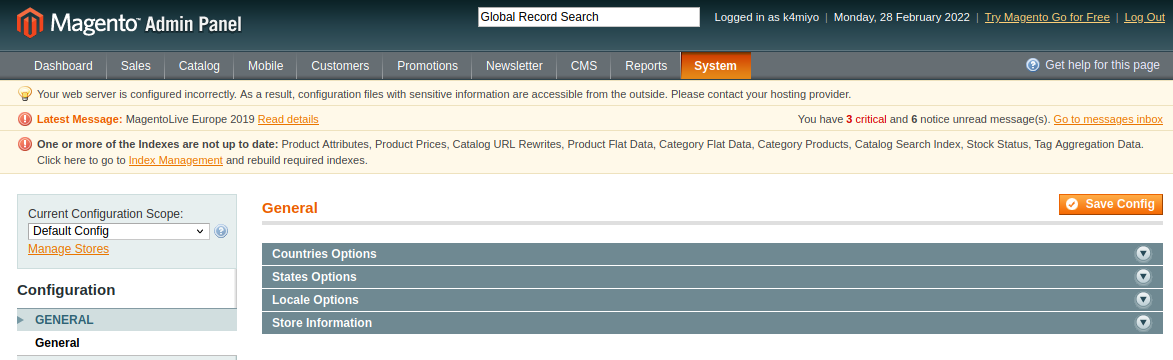 Magento™ Admin Panel
Global Record Search
Logged in as k4miyo | Monday, 28 February 2022 | Try Magento Go for Free | Log Out
Dashboard Sales Catalog Mobile Customers Promotions Newsletter CMS Reports System Get help for this page
Your web server is configured incorrectly. As a result, configuration files with sensitive information are accessible from the outside. Please contact your hosting provider.
Latest Message: MagentoLive Europe 2019 Read details You have 3 critical and 6 notice unread message(s). Go to messages inbox
One or more of the Indexes are not up to date: Product Attributes, Product Prices, Catalog URL Rewrites, Product Flat Data, Category Flat Data, Category Products, Catalog Search Index, Stock Status, Tag Aggregation Data.
Click here to go to Index Management and rebuild required indexes.
Current Configuration Scope:
Default Config
Manage Stores
Configuration
GENERAL
General
General
Save Config
Countries Options
States Options
Locale Options
Store Information